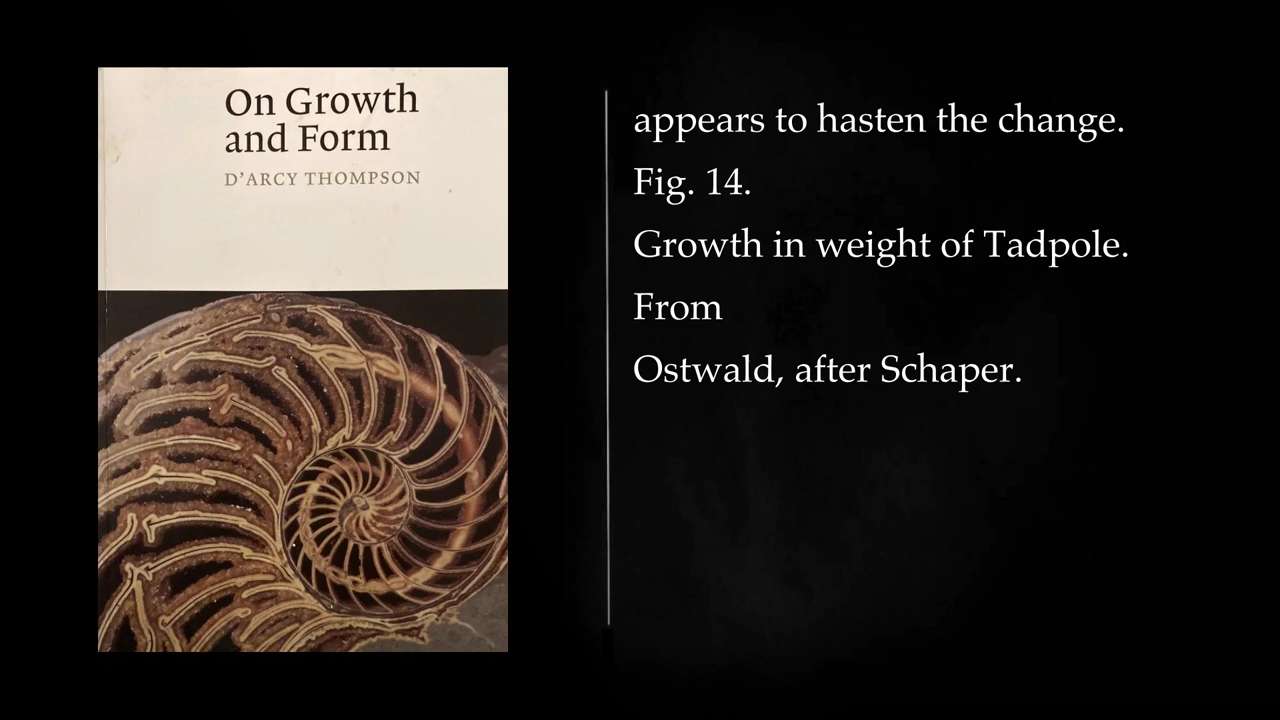 On Growth
and Form
D'ARCY THOMPSON
appears to hasten the change.
Fig. 14.
Growth in weight of Tadpole.
From
Ostwald, after Schaper.